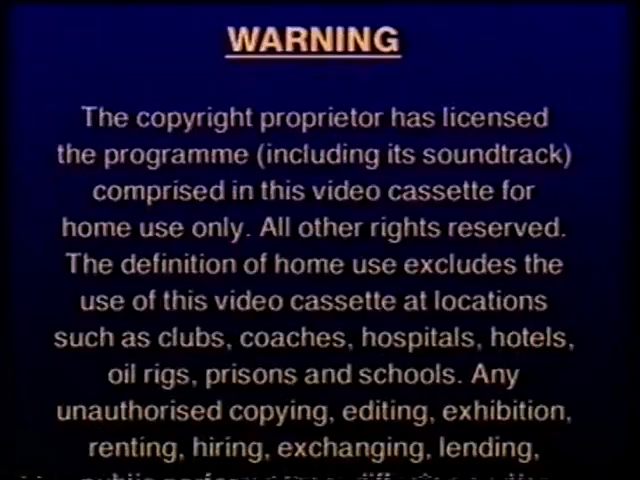 WARNING
The copyright proprietor has licensed
the programme (including its soundtrack)
comprised in this video cassette for
home use only. All other rights reserved.
The definition of home use excludes the
use of this video cassette at locations
such as clubs, coaches, hospitals, hotels,
oil rigs, prisons and schools. Any
unauthorised copying, editing, exhibition,
renting, hiring, exchanging, lending,
public